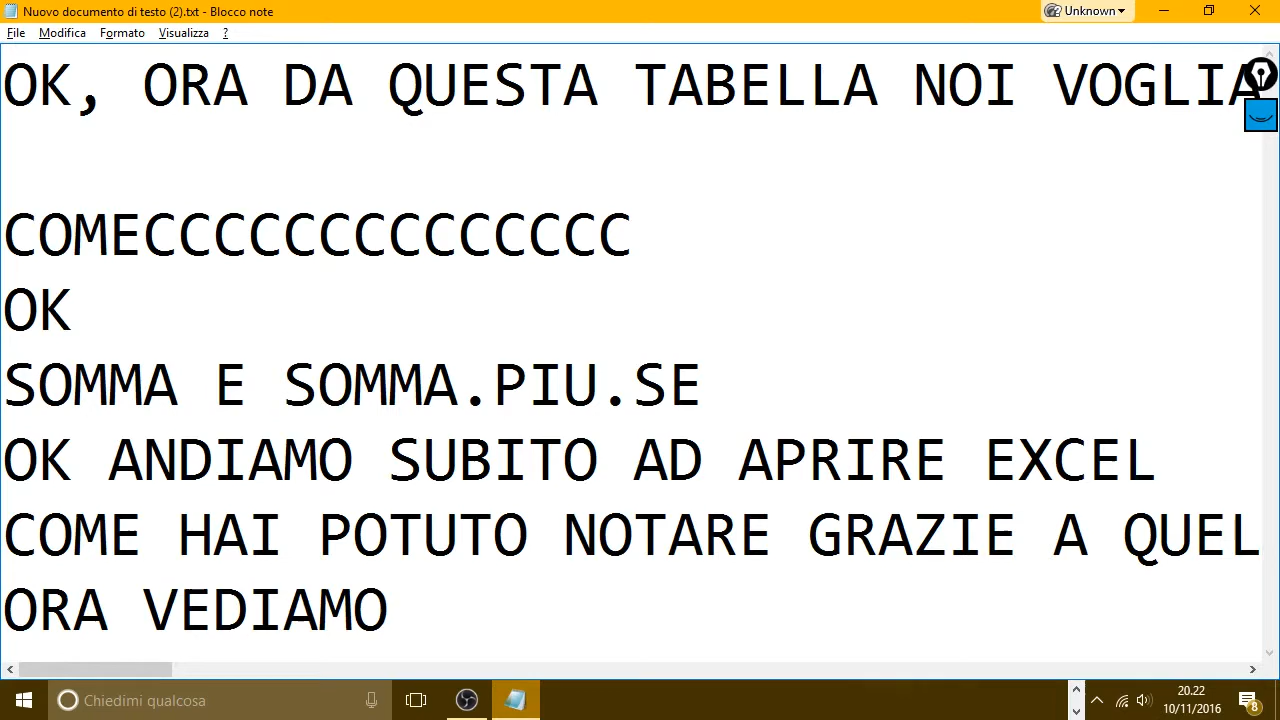 Nuovo documento di testo (2).txt - Blocco note
Unknown
File Modifica Formato Visualizza ?
OK, ORA DA QUESTA TABELLA NOI VOGLIA
COMECCCCCCCCCCCCCC
OK
SOMMA E SOMMA.PIU.SE
OK ANDIAMO SUBITO AD APRIRE EXCEL
COME HAI POTUTO NOTARE GRAZIE A QUEL
ORA VEDIAMO
Chiedimi qualcosa
20.22
10/11/2016
8